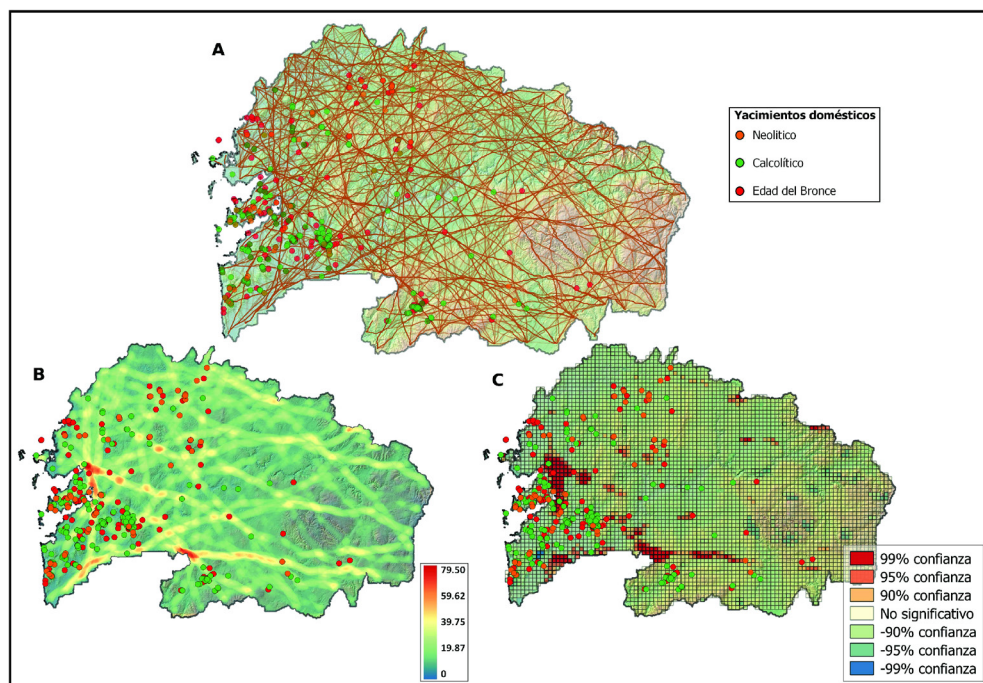 A
Yacimientos domésticos
Neolítico
Calcolítico
Edad del Bronce
B
79.50
59.62
39.75
19.87
0
C
99% confianza
95% confianza
90% confianza
No significativo
-90% confianza
-95% confianza
-99% confianza